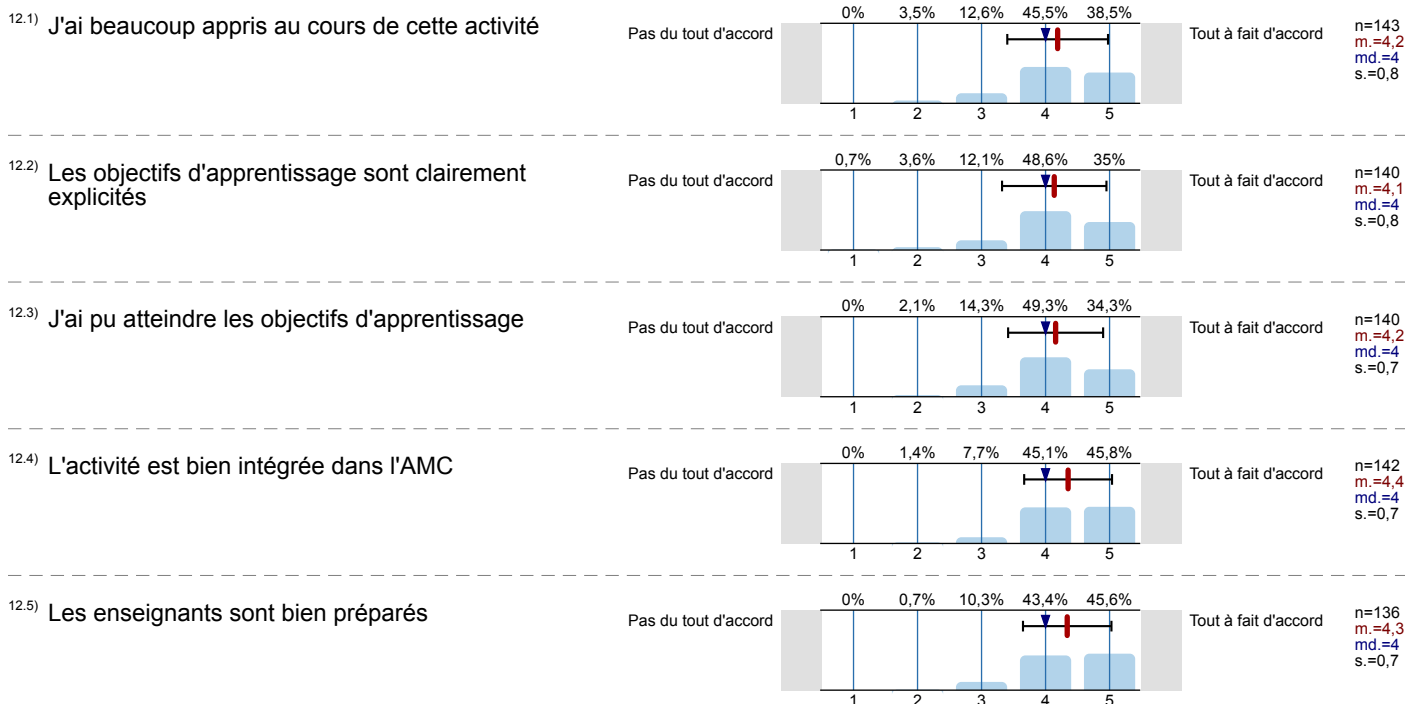 0% 3,5% 12,6% 45,5% 38,5%
12.1) J'ai beaucoup appris au cours de cette activité
Pas du tout d'accord
Tout à fait d'accord
n=143
m.=4,2
md.=4
s.=0,8
1 2 3 4 5
0,7% 3,6% 12,1% 48,6% 35%
12.2) Les objectifs d'apprentissage sont clairement
explicités
Pas du tout d'accord
Tout à fait d'accord
n=140
m.=4,1
md.=4
s.=0,8
1 2 3 4 5
0% 2,1% 14,3% 49,3% 34,3%
12.3) J'ai pu atteindre les objectifs d'apprentissage
Pas du tout d'accord
Tout à fait d'accord
n=140
m.=4,2
md.=4
s.=0,7
1 2 3 4 5
0% 1,4% 7,7% 45,1% 45,8%
12.4) L'activité est bien intégrée dans l'AMC
Pas du tout d'accord
Tout à fait d'accord
n=142
m.=4,4
md.=4
s.=0,7
1 2 3 4 5
0% 0,7% 10,3% 43,4% 45,6%
12.5) Les enseignants sont bien préparés
Pas du tout d'accord
Tout à fait d'accord
n=136
m.=4,3
md.=4
s.=0,7
1 2 3 4 5